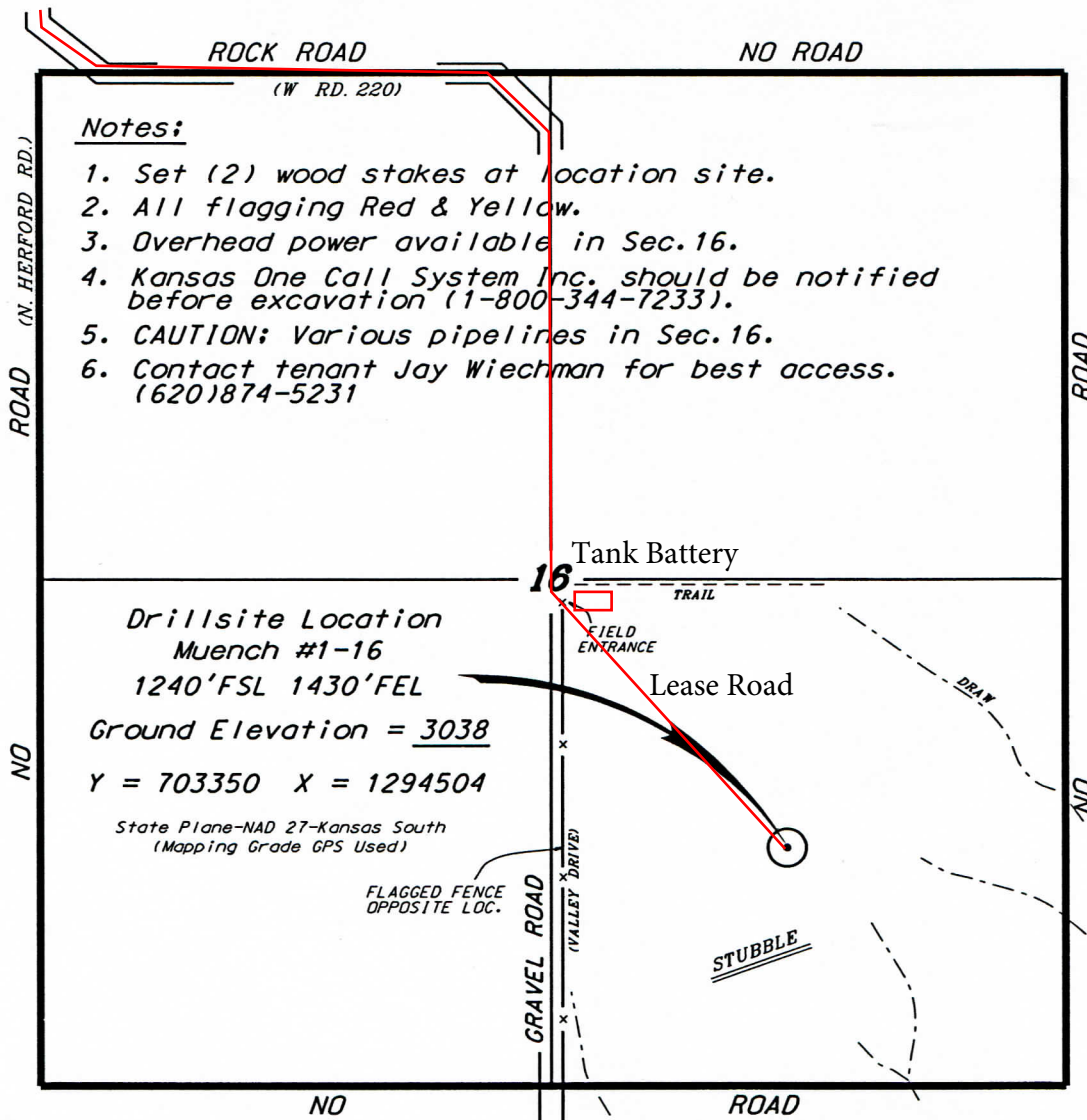 ROCK ROAD
NO ROAD
(W RD. 220)
Notes:
1. Set (2) wood stakes at location site.
2. All flagging Red & Yellow.
3. Overhead power available in Sec.16.
4. Kansas One Call System Inc. should be notified
before excavation (1-800-344-7233).
5. CAUTION: Various pipelines in Sec.16.
6. Contact tenant Jay Wiechman for best access.
(620)874-5231
(N. HERFORD RD.)
ROAD
NO
ROAD
NO
Tank Battery
16
TRAIL
FIELD
ENTRANCE
Drillsite Location
Muench #1-16
1240'FSL 1430'FEL
Ground Elevation = 3038
Y = 703350 X = 1294504
State Plane-NAD 27-Kansas South
(Mapping Grade GPS Used)
Lease Road
DRAW
FLAGGED FENCE
OPPOSITE LOC.
GRAVEL ROAD
(VALLEY DRIVE)
STUBBLE
NO
ROAD